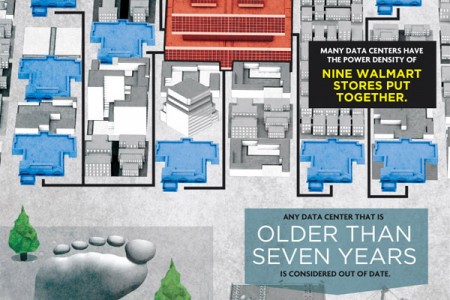 MANY DATA CENTERS HAVE
THE POWER DENSITY OF
NINE WALMART
STORES PUT
TOGETHER.
ANY DATA CENTER THAT IS
OLDER THAN
SEVEN YEARS
IS CONSIDERED OUT OF DATE.